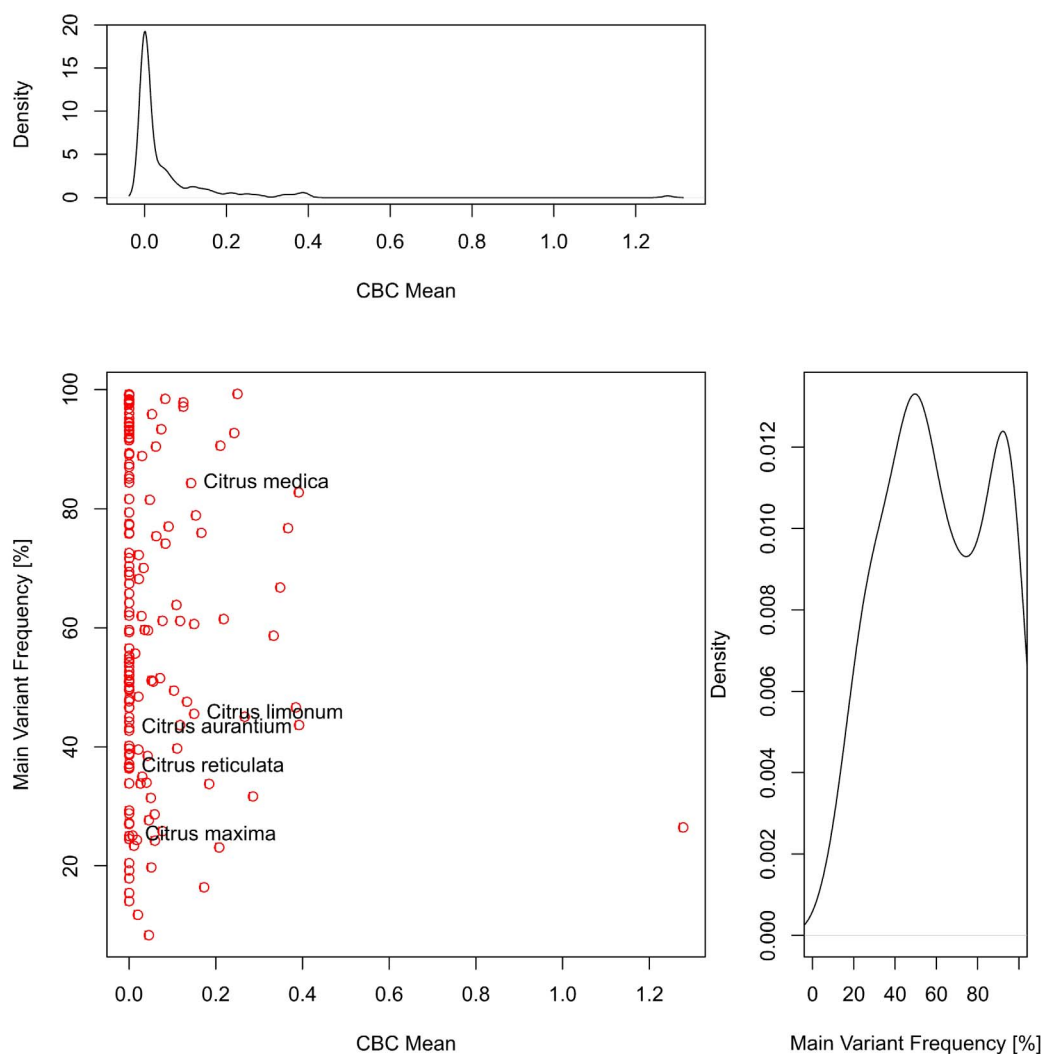 20
15
10
5
0
Density
0.0 0.2 0.4 0.6 0.8 1.0 1.2
CBC Mean
100
80
60
40
20
Main Variant Frequency [%]
Citrus medica
Citrus limonum
Citrus aurantium
Citrus reticulata
Citrus maxima
0.0 0.2 0.4 0.6 0.8 1.0 1.2
CBC Mean
0.012
0.010
0.008
0.006
0.004
0.002
0.000
Density
0 20 40 60 80
Main Variant Frequency [%]